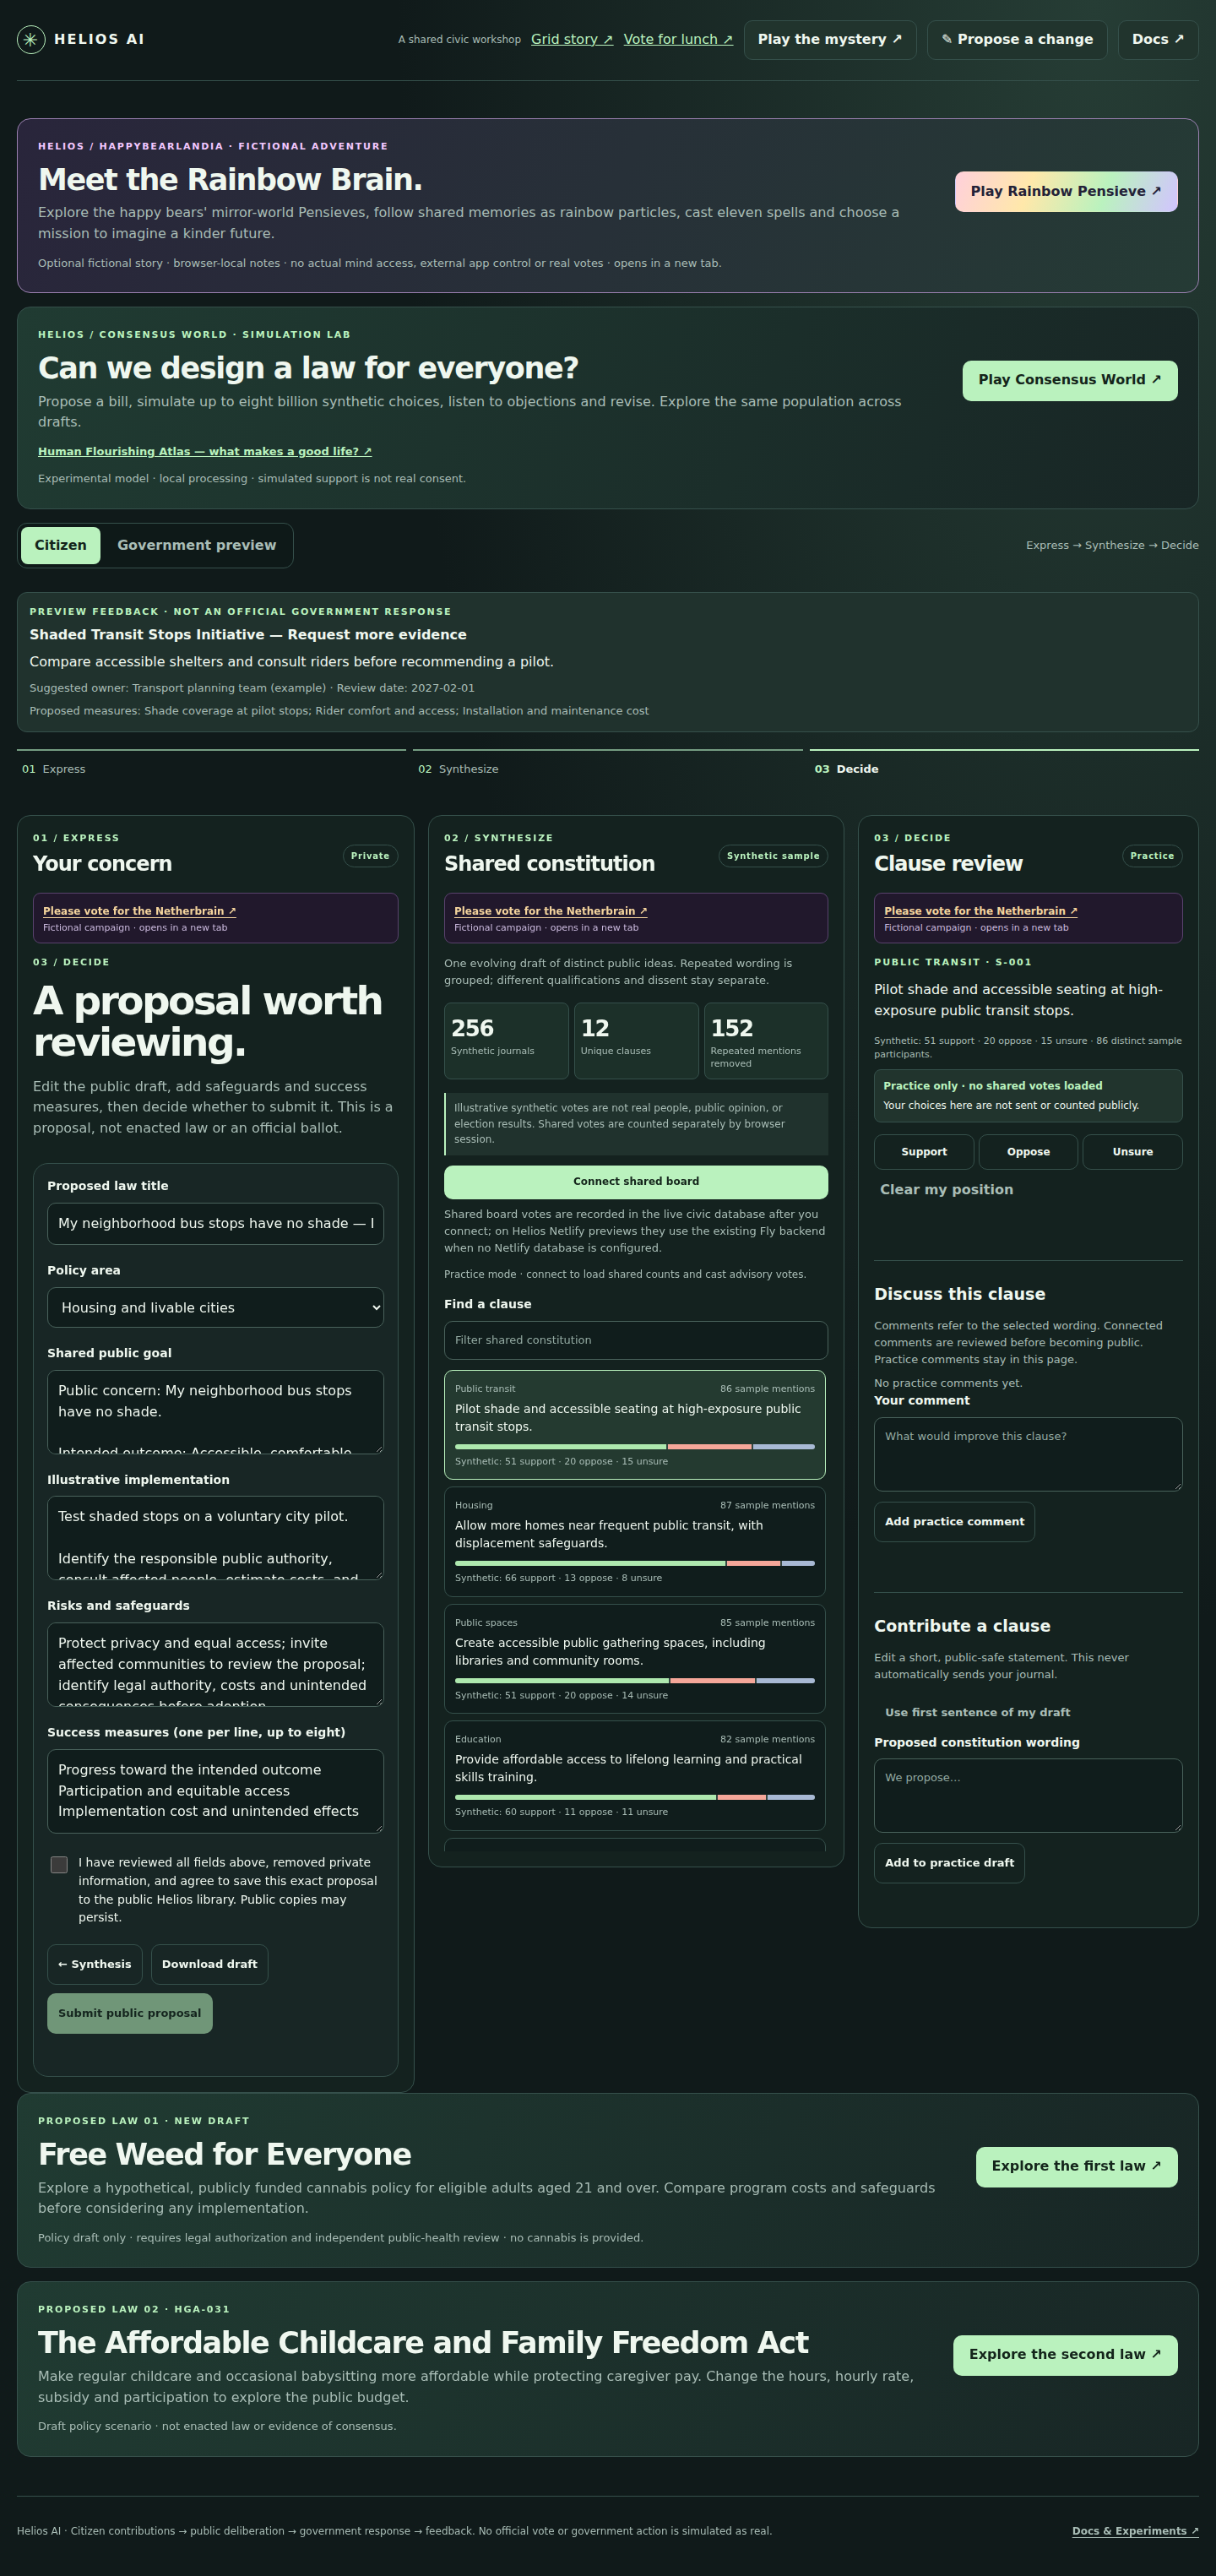 HELIOS AI
A shared civic workshop
Grid story ↗
Vote for lunch ↗
Play the mystery ↗
✎ Propose a change
Docs ↗
HELIOS / HAPPYBEARLANDIA · FICTIONAL ADVENTURE
Meet the Rainbow Brain.
Explore the happy bears' mirror-world Pensieves, follow shared memories as rainbow particles, cast eleven spells and choose a
mission to imagine a kinder future.
Optional fictional story · browser-local notes · no actual mind access, external app control or real votes · opens in a new tab.
Play Rainbow Pensieve ↗
HELIOS / CONSENSUS WORLD · SIMULATION LAB
Can we design a law for everyone?
Propose a bill, simulate up to eight billion synthetic choices, listen to objections and revise. Explore the same population across
drafts.
Human Flourishing Atlas — what makes a good life? ↗
Experimental model · local processing · simulated support is not real consent.
Play Consensus World ↗
Citizen
Government preview
Express → Synthesize → Decide
PREVIEW FEEDBACK · NOT AN OFFICIAL GOVERNMENT RESPONSE
Shaded Transit Stops Initiative — Request more evidence
Compare accessible shelters and consult riders before recommending a pilot.
Suggested owner: Transport planning team (example) · Review date: 2027-02-01
Proposed measures: Shade coverage at pilot stops; Rider comfort and access; Installation and maintenance cost
01 Express
02 Synthesize
03 Decide
01 / EXPRESS
Your concern
Private
Please vote for the Netherbrain ↗
Fictional campaign · opens in a new tab
03 / DECIDE
A proposal worth
reviewing.
Edit the public draft, add safeguards and success
measures, then decide whether to submit it. This is a
proposal, not enacted law or an official ballot.
Proposed law title
My neighborhood bus stops have no shade — I
Policy area
Housing and livable cities
Shared public goal
Public concern: My neighborhood bus stops
have no shade.
Intended outcome: Accessible, comfortable
Illustrative implementation
Test shaded stops on a voluntary city pilot.
Identify the responsible public authority,
consult affected people, estimate costs, and
Risks and safeguards
Protect privacy and equal access; invite
affected communities to review the proposal;
identify legal authority, costs and unintended
consequences before adoption.
Success measures (one per line, up to eight)
Progress toward the intended outcome
Participation and equitable access
Implementation cost and unintended effects
I have reviewed all fields above, removed private
information, and agree to save this exact proposal
to the public Helios library. Public copies may
persist.
← Synthesis
Download draft
Submit public proposal
02 / SYNTHESIZE
Shared constitution
Synthetic sample
Please vote for the Netherbrain ↗
Fictional campaign · opens in a new tab
One evolving draft of distinct public ideas. Repeated wording is
grouped; different qualifications and dissent stay separate.
256
Synthetic journals
12
Unique clauses
152
Repeated mentions
removed
Illustrative synthetic votes are not real people, public opinion, or
election results. Shared votes are counted separately by browser
session.
Connect shared board
Shared board votes are recorded in the live civic database after you
connect; on Helios Netlify previews they use the existing Fly backend
when no Netlify database is configured.
Practice mode · connect to load shared counts and cast advisory votes.
Find a clause
Filter shared constitution
Public transit
86 sample mentions
Pilot shade and accessible seating at high-exposure public
transit stops.
Synthetic: 51 support · 20 oppose · 15 unsure
Housing
87 sample mentions
Allow more homes near frequent public transit, with
displacement safeguards.
Synthetic: 66 support · 13 oppose · 8 unsure
Public spaces
85 sample mentions
Create accessible public gathering spaces, including
libraries and community rooms.
Synthetic: 51 support · 20 oppose · 14 unsure
Education
82 sample mentions
Provide affordable access to lifelong learning and practical
skills training.
Synthetic: 60 support · 11 oppose · 11 unsure
03 / DECIDE
Clause review
Practice
Please vote for the Netherbrain ↗
Fictional campaign · opens in a new tab
PUBLIC TRANSIT · S-001
Pilot shade and accessible seating at high-
exposure public transit stops.
Synthetic: 51 support · 20 oppose · 15 unsure · 86 distinct sample
participants.
Practice only · no shared votes loaded
Your choices here are not sent or counted publicly.
Support
Oppose
Unsure
Clear my position
Discuss this clause
Comments refer to the selected wording. Connected
comments are reviewed before becoming public.
Practice comments stay in this page.
No practice comments yet.
Your comment
What would improve this clause?
Add practice comment
Contribute a clause
Edit a short, public-safe statement. This never
automatically sends your journal.
Use first sentence of my draft
Proposed constitution wording
We propose...
Add to practice draft
PROPOSED LAW 01 · NEW DRAFT
Free Weed for Everyone
Explore a hypothetical, publicly funded cannabis policy for eligible adults aged 21 and over. Compare program costs and safeguards
before considering any implementation.
Policy draft only · requires legal authorization and independent public-health review · no cannabis is provided.
Explore the first law ↗
PROPOSED LAW 02 · HGA-031
The Affordable Childcare and Family Freedom Act
Make regular childcare and occasional babysitting more affordable while protecting caregiver pay. Change the hours, hourly rate,
subsidy and participation to explore the public budget.
Draft policy scenario · not enacted law or evidence of consensus.
Explore the second law ↗
Helios AI · Citizen contributions → public deliberation → government response → feedback. No official vote or government action is simulated as real.
Docs & Experiments ↗